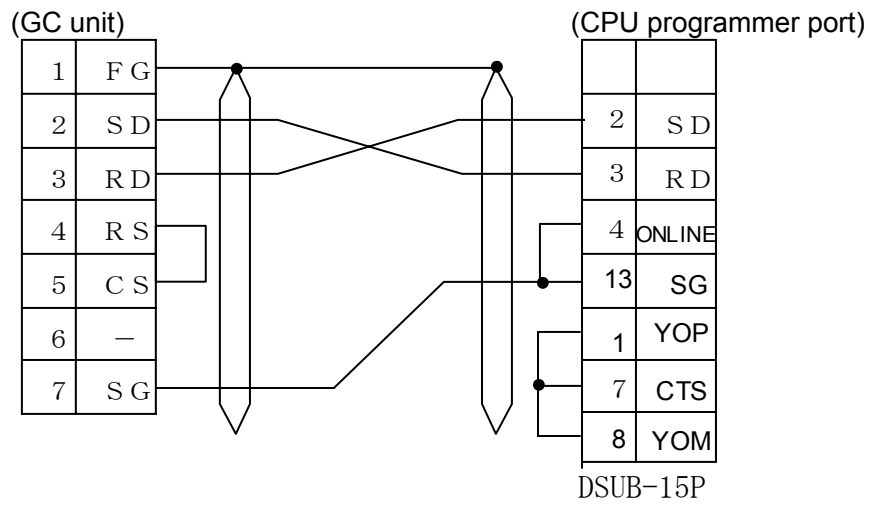 (GC unit) (CPU programmer port)
1 FG
2 SD 2 SD
3 RD 3 RD
4 RS 4 ONLINE
5 CS 13 SG
6 − 1 YOP
7 SG 7 CTS
8 YOM
DSUB-15P